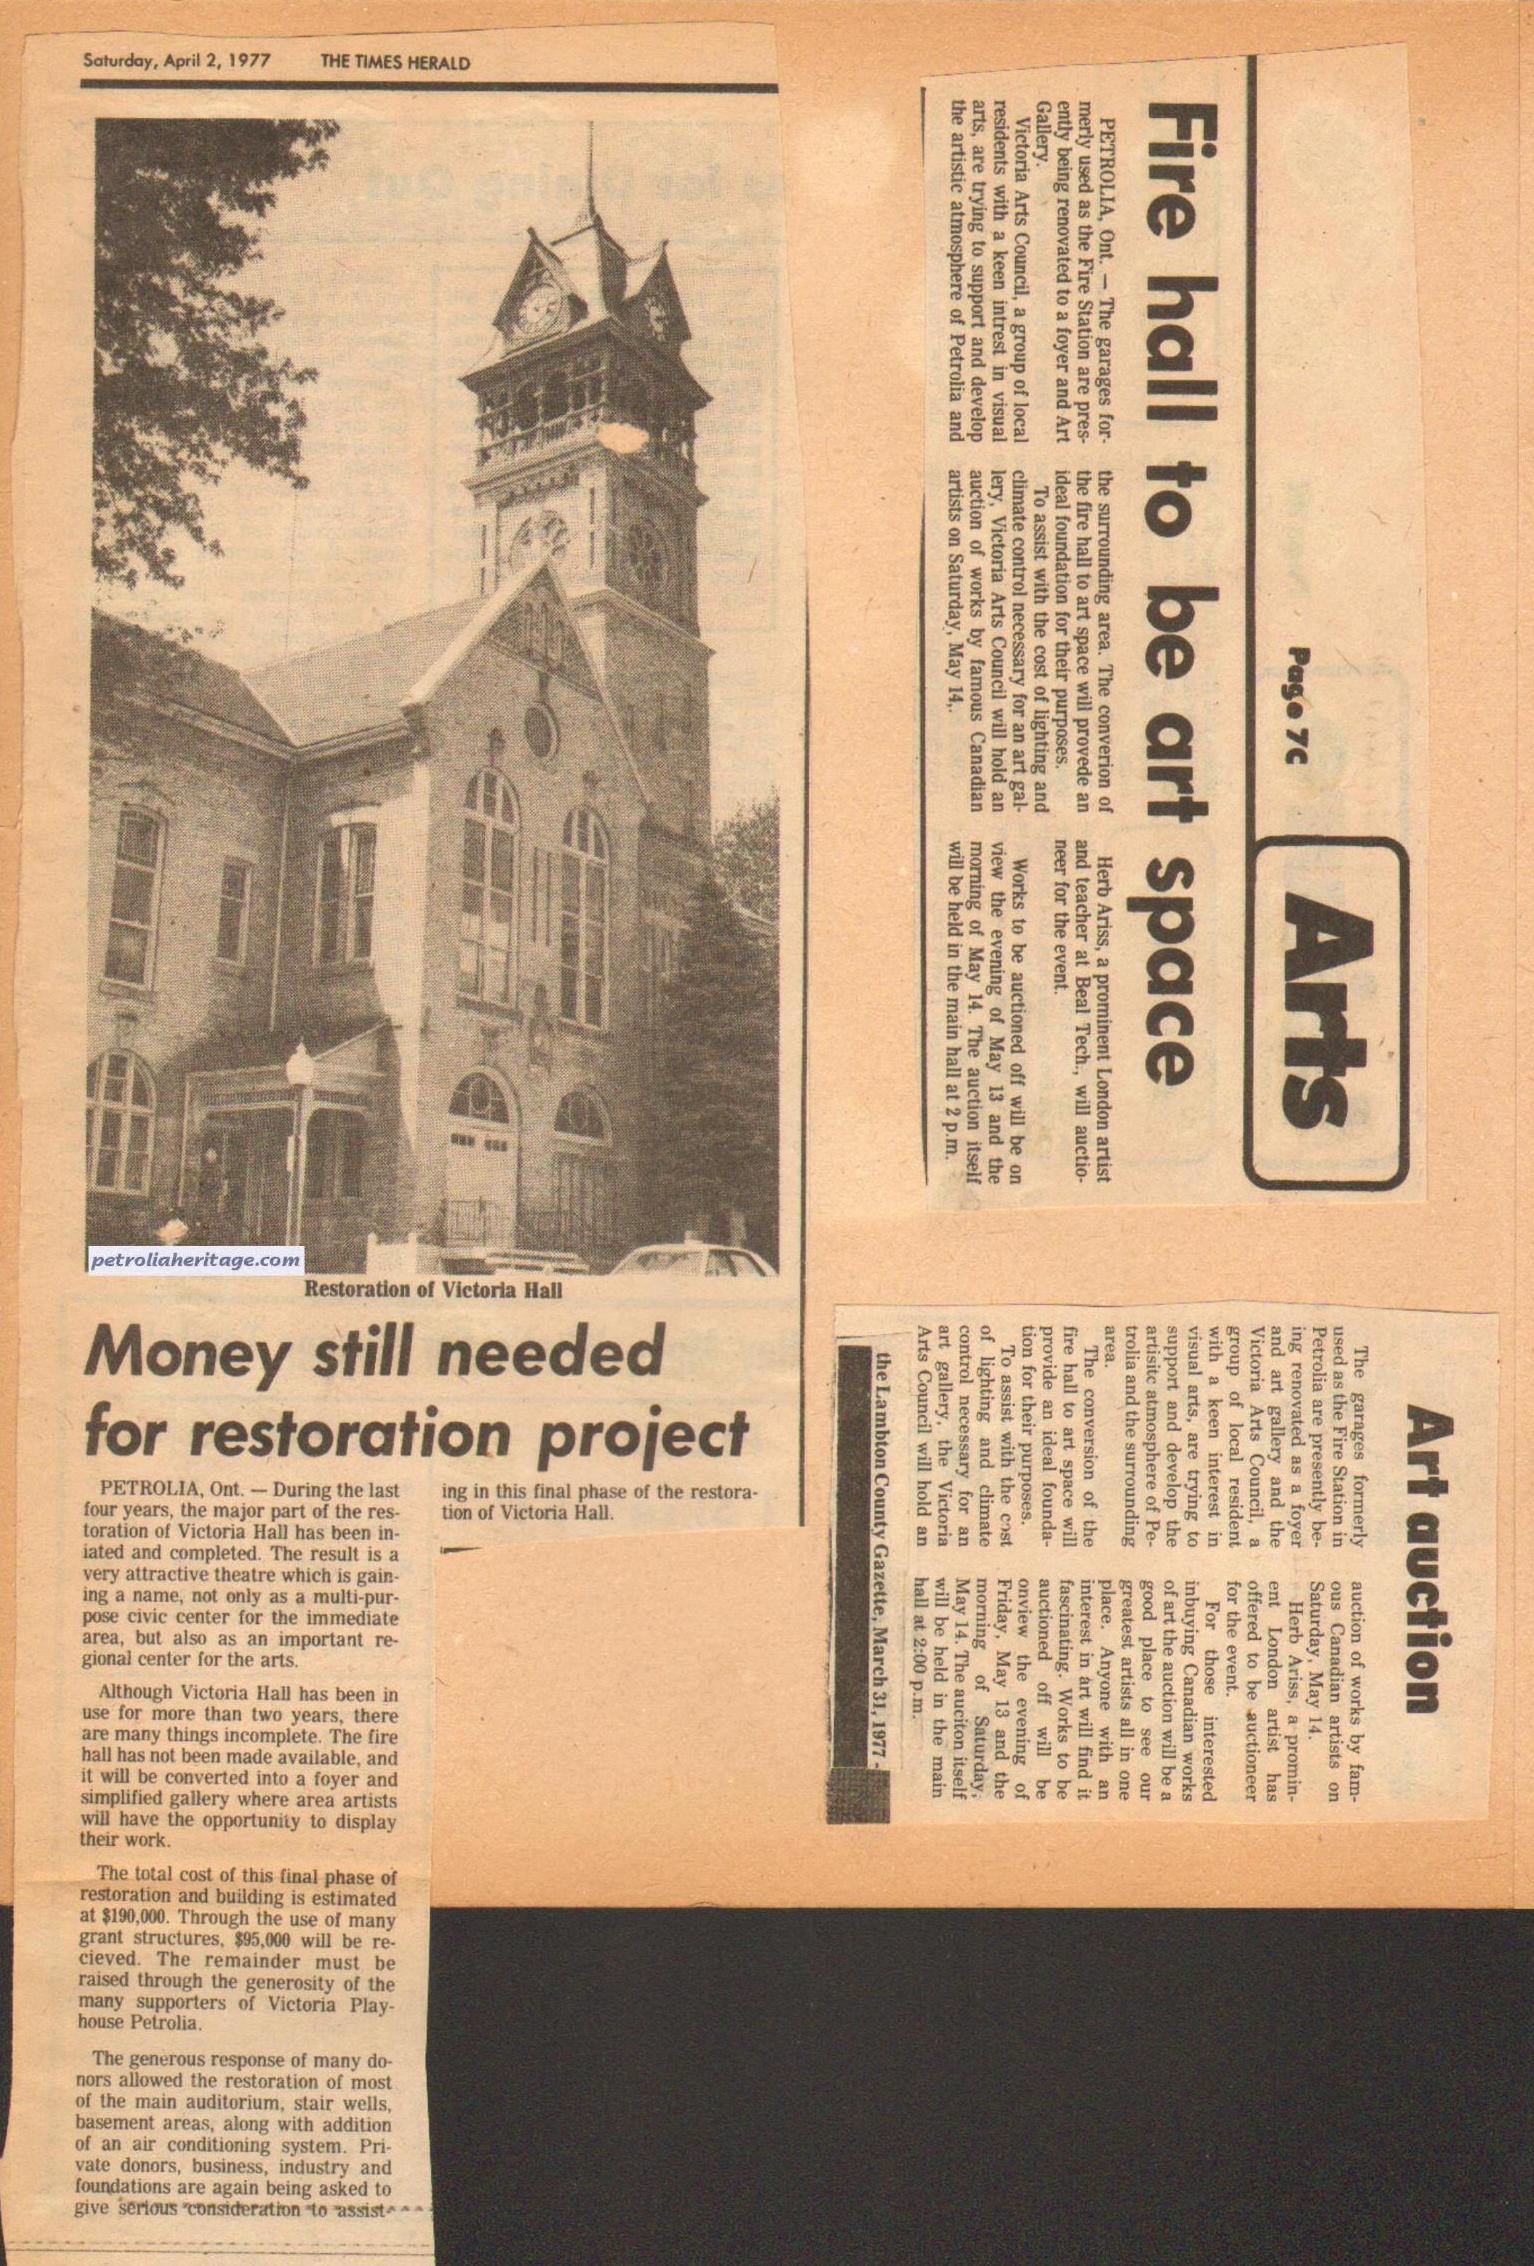 Saturday, April 2, 1977 THE TIMES HERALD
petroliaheritage.com
Restoration of Victoria Hall
Money still needed
for restoration project
PETROLIA, Ont. — During the last
four years, the major part of the res-
toration of Victoria Hall has been in-
iated and completed. The result is a
very attractive theatre which is gain-
ing a name, not only as a multi-pur-
pose civic center for the immediate
area, but also as an important re-
gional center for the arts.
Although Victoria Hall has been in
use for more than two years, there
are many things incomplete. The fire
hall has not been made available, and
it will be converted into a foyer and
simplified gallery where area artists
will have the opportunity to display
their work.
The total cost of this final phase of
restoration and building is estimated
at $190,000. Through the use of many
grant structures, $95,000 will be re-
cieved. The remainder must be
raised through the generosity of the
many supporters of Victoria Play-
house Petrolia.
The generous response of many do-
nors allowed the restoration of most
of the main auditorium, stair wells,
basement areas, along with addition
of an air conditioning system. Pri-
vate donors, business, industry and
foundations are again being asked to
give serious consideration to assist-
ing in this final phase of the restora-
tion of Victoria Hall.
Page 7C
Arts
Fire hall to be art space
PETROLIA, Ont. — The garages for-
merly used as the Fire Station are pres-
ently being renovated to a foyer and Art
Gallery.
Victoria Arts Council, a group of local
residents with a keen intrest in visual
arts, are trying to support and develop
the artistic atmosphere of Petrolia and
the surrounding area. The converion of
the fire hall to art space will provede an
ideal foundation for their purposes.
To assist with the cost of lighting and
climate control necessary for an art gal-
lery, Victoria Arts Council will hold an
auction of works by famous Canadian
artists on Saturday, May 14,.
Herb Ariss, a prominent London artist
and teacher at Beal Tech., will auctio-
neer for the event.
Works to be auctioned off will be on
view the evening of May 13 and the
morning of May 14. The auction itself
will be held in the main hall at 2 p.m.
Art auction
The garages formerly
used as the Fire Station in
Petrolia are presently be-
ing renovated as a foyer
and art gallery and the
Victoria Arts Council, a
group of local resident
with a keen interest in
visual arts, are trying to
support and develop the
artisitc atmosphere of Pe-
trolia and the surrounding
area.
The conversion of the
fire hall to art space will
provide an ideal founda-
tion for their purposes.
To assist with the cost
of lighting and climate
control necessary for an
art gallery, the Victoria
Arts Council will hold an
auction of works by fam-
ous Canadian artists on
Saturday, May 14.
Herb Ariss, a promin-
ent London artist has
offered to be auctioneer
for the event.
For those interested
inbuying Canadian works
of art the auction will be a
good place to see our
greatest artists all in one
place. Anyone with an
interest in art will find it
fascinating. Works to be
auctioned off will be
onview the evening of
Friday, May 13 and the
morning of Saturday,
May 14. The auciton itself
will be held in the main
hall at 2:00 p.m.
the Lambton County Gazette, March 31, 1977 -